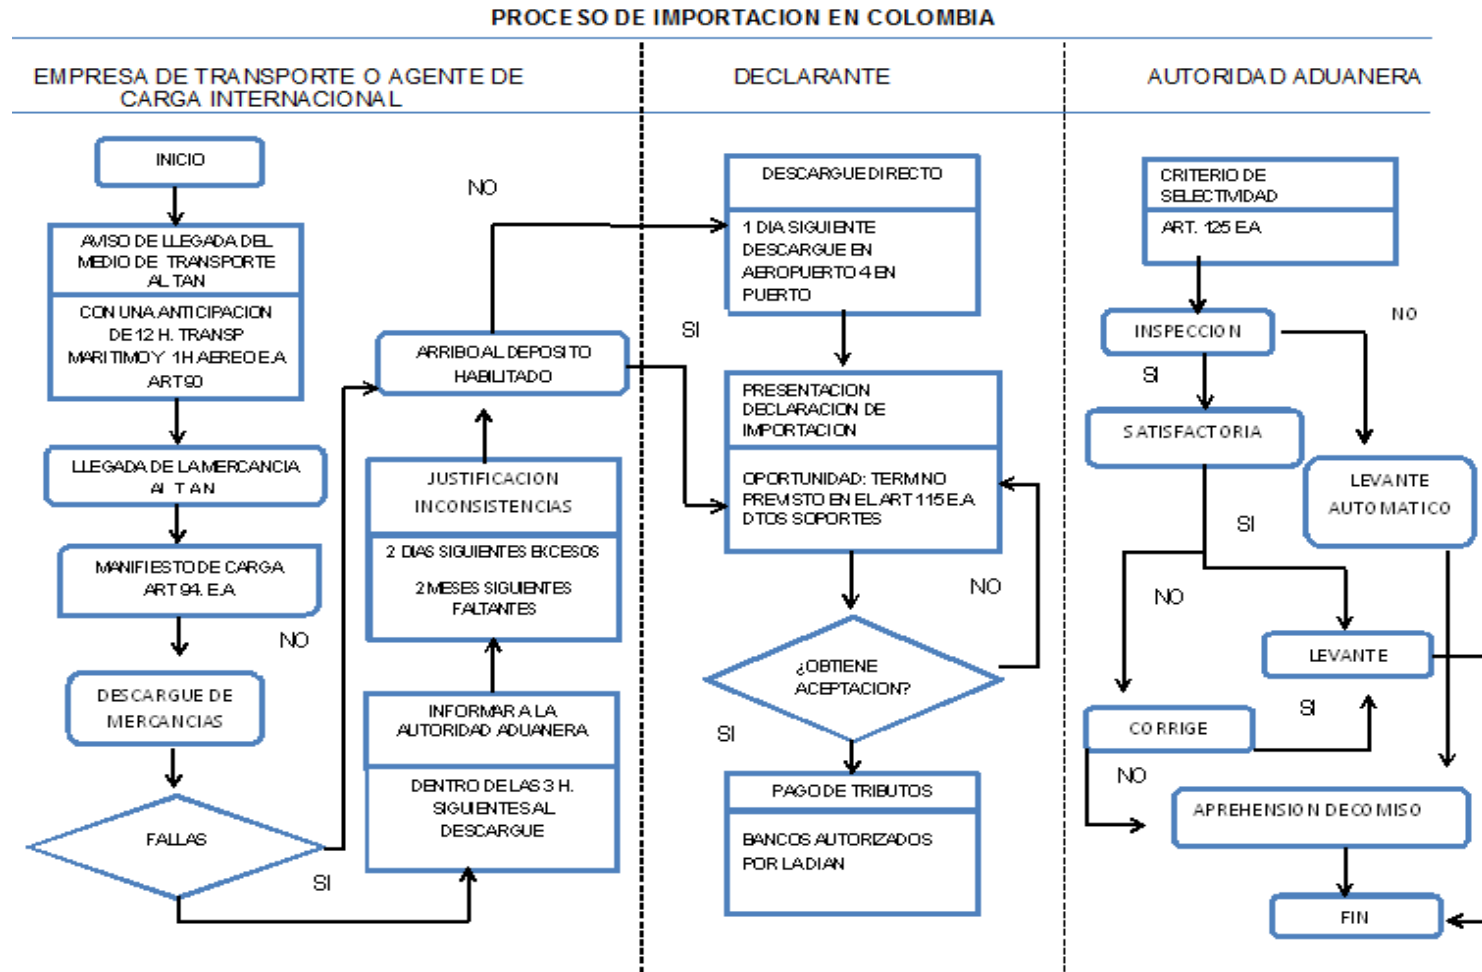 PROCESO DE IMPORTACION EN COLOMBIA
EMPRESA DE TRANSPORTE O AGENTE DE
CARGA INTERNACIONAL
INICIO
AVISO DE LLEGADA DEL
MEDIO DE TRANSPORTE
AL TAN
CON UNA ANTICIPACION
DE 12 H. TRANSP
MARITIMO Y 1H AEREO E.A
ART 90
LLEGADA DE LA MERCANCIA
AL TAN
MANIFIESTO DE CARGA
ART 94. E.A
NO
DESCARGUE DE
MERCANCIAS
FALLAS
SI
NO
ARRIBO AL DEPOSITO
HABILITADO
JUSTIFICACION
INCONSISTENCIAS
2 DIAS SIGUIENTES EXCESOS
2 MESES SIGUIENTES
FALTANTES
INFORMAR A LA
AUTORIDAD ADUANERA
DENTRO DE LAS 3 H.
SIGUIENTES AL
DESCARGUE
DECLARANTE
DESCARGUE DIRECTO
1 DIA SIGUIENTE
DESCARGUE EN
AEROPUERTO 4 EN
PUERTO
SI
PRESENTACION
DECLARACION DE
IMPORTACION
OPORTUNIDAD: TERMNO
PREVISTO EN EL ART 115 E.A
DTOS SOPORTES
NO
¿OBTIENE
ACEPTACION?
SI
PAGO DE TRIBUTOS
BANCOS AUTORIZADOS
POR LA DIAN
AUTORIDAD ADUANERA
CRITERIO DE
SELECTIVIDAD
ART. 125 E.A
INSPECCION
NO
SI
SATISFACTORIA
LEVANTE
AUTOMATICO
SI
NO
LEVANTE
SI
CORRIGE
NO
APREHENSION DECOMISO
FIN